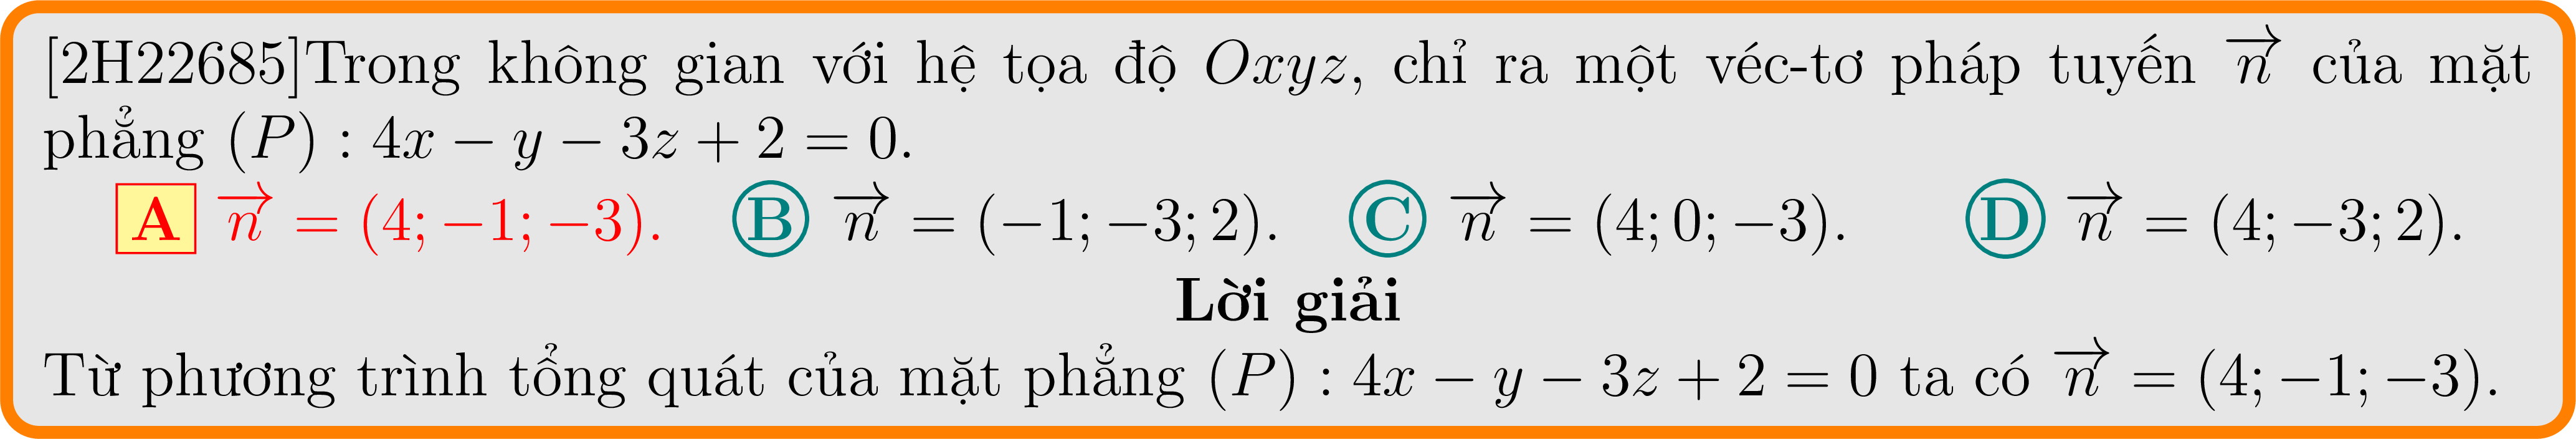 [2H22685]Trong không gian với hệ tọa độ Oxyz, chỉ ra một véc-tơ pháp tuyến $\overrightarrow{n}$ của mặt
phẳng (P) : 4x − y − 3z + 2 = 0.
A $\overrightarrow{n}$ = (4; −1; −3). B $\overrightarrow{n}$ = (−1; −3; 2). C $\overrightarrow{n}$ = (4; 0; −3). D $\overrightarrow{n}$ = (4; −3; 2).
Lời giải
Từ phương trình tổng quát của mặt phẳng (P) : 4x − y − 3z + 2 = 0 ta có $\overrightarrow{n}$ = (4; −1; −3).